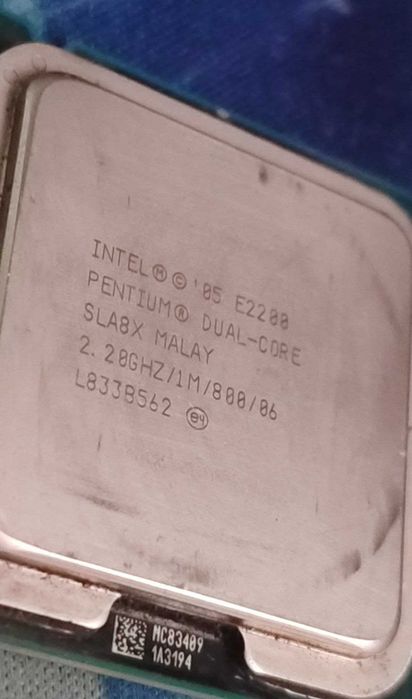 INTEL Ⓜ © '05 E2200
PENTIUM® DUAL-CORE
SLA8X MALAY
2.20GHZ/1M/800/06
L833B562 e4
MC83409
1A3194